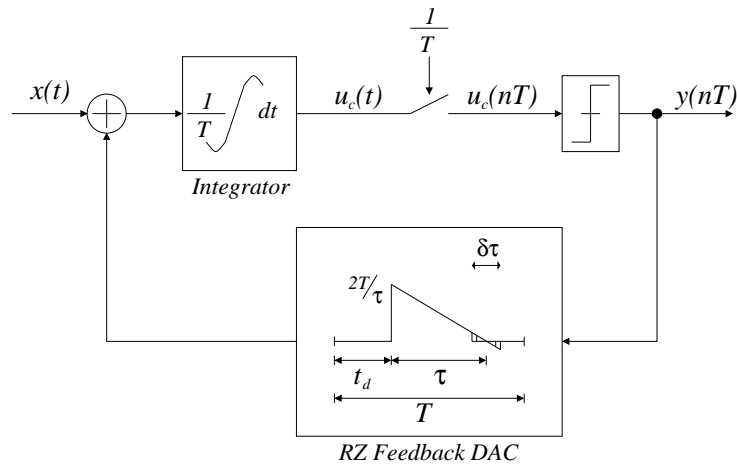 1
T
x(t)
1
T
dt
u_c(t)
u_c(nT)
y(nT)
Integrator
δτ
2T/τ
t_d
τ
T
RZ Feedback DAC